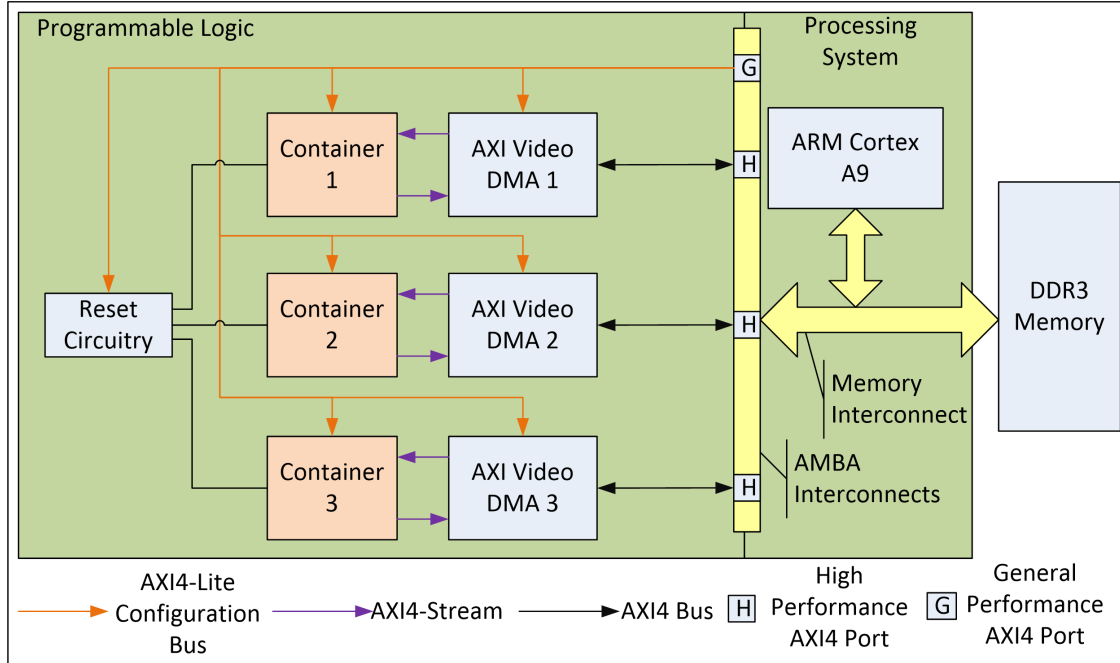 Programmable Logic
Processing
System
G
Container
1
AXI Video
DMA 1
H
ARM Cortex
A9
Reset
Circuitry
Container
2
AXI Video
DMA 2
H
DDR3
Memory
Memory
Interconnect
Container
3
AXI Video
DMA 3
H
AMBA
Interconnects
AXI4-Lite
Configuration
Bus
AXI4-Stream
AXI4 Bus
H
High
Performance
AXI4 Port
G
General
Performance
AXI4 Port